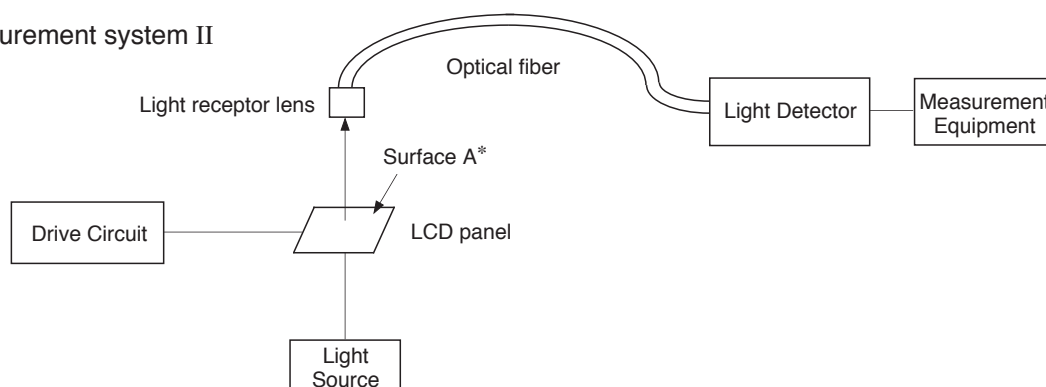 urement system II
Optical fiber
Light receptor lens
Light Detector
Measurement
Equipment
Surface A*
Drive Circuit
LCD panel
Light
Source